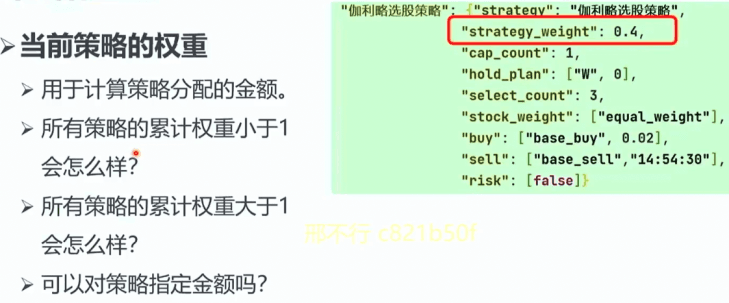 ➤当前策略的权重
➤ 用于计算策略分配的金额。
➤ 所有策略的累计权重小于1
会怎么样?
➤ 所有策略的累计权重大于1
会怎么样?
➤ 可以对策略指定金额吗?
"伽利略选股策略": {"strategy": "伽利略选股策略",
"strategy_weight": 0.4,
"cap_count": 1,
"hold_plan": ["W", 0],
"select_count": 3,
"stock_weight": ["equal_weight"],
"buy": ["base_buy", 0.02],
"sell": ["base_sell","14:54:30"],
"risk": [false]}
邢不行 c821b50f